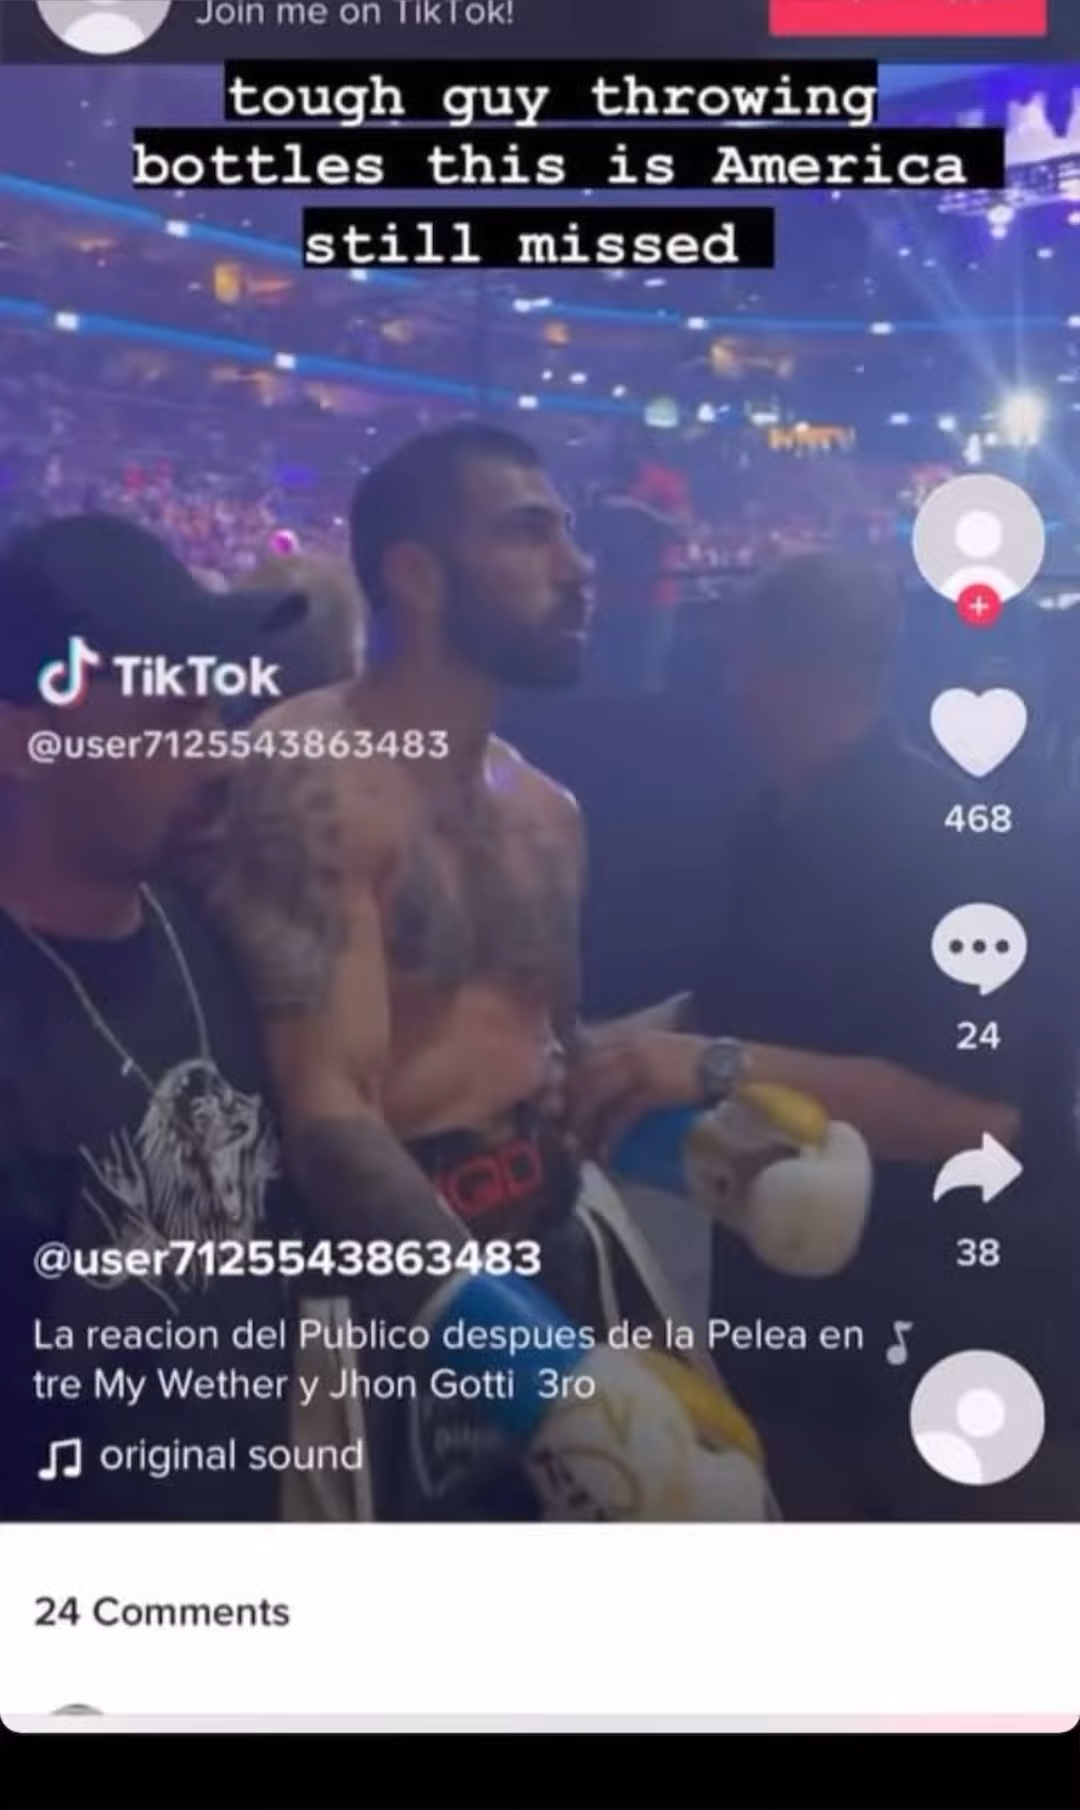 Join me on TikTok!
tough guy throwing
bottles this is America
still missed
TikTok
@user7125543863483
468
24
38
@user7125543863483
La reacion del Publico despues de la Pelea en
tre My Wether y Jhon Gotti 3ro
original sound
24 Comments